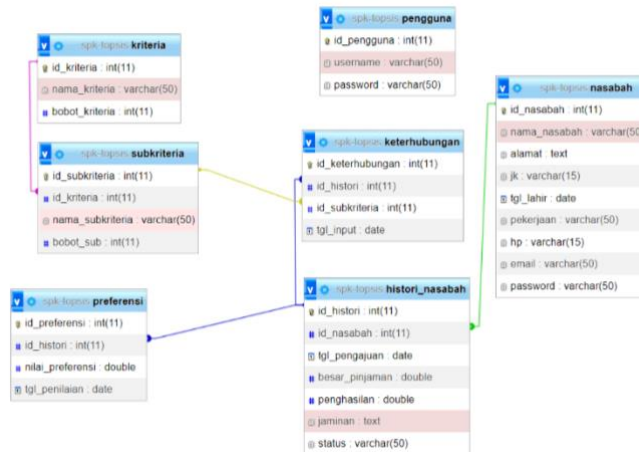 spk-topsis kriteria
id_kriteria : int(11)
nama_kriteria : varchar(50)
bobot_kriteria : int(11)
spk-topsis pengguna
id_pengguna : int(11)
username : varchar(50)
password : varchar(50)
spk-topsis nasabah
id_nasabah : int(11)
nama_nasabah : varchar(50
alamat : text
jk : varchar(15)
tgl_lahir : date
pekerjaan : varchar(50)
hp : varchar(15)
email : varchar(50)
password : varchar(50)
spk-topsis subkriteria
id_subkriteria : int(11)
id_kriteria : int(11)
nama_subkriteria : varchar(50)
bobot_sub : int(11)
spk-topsis keterhubungan
id_keterhubungan : int(11)
id_histori : int(11)
id_subkriteria : int(11)
tgl_input : date
spk-topsis preferensi
id_preferensi : int(11)
id_histori : int(11)
nilai_preferensi : double
tgl_penilaian : date
spk-topsis histori_nasabah
id_histori : int(11)
id_nasabah : int(11)
tgl_pengajuan : date
besar_pinjaman : double
penghasilan : double
jaminan : text
status : varchar(50)